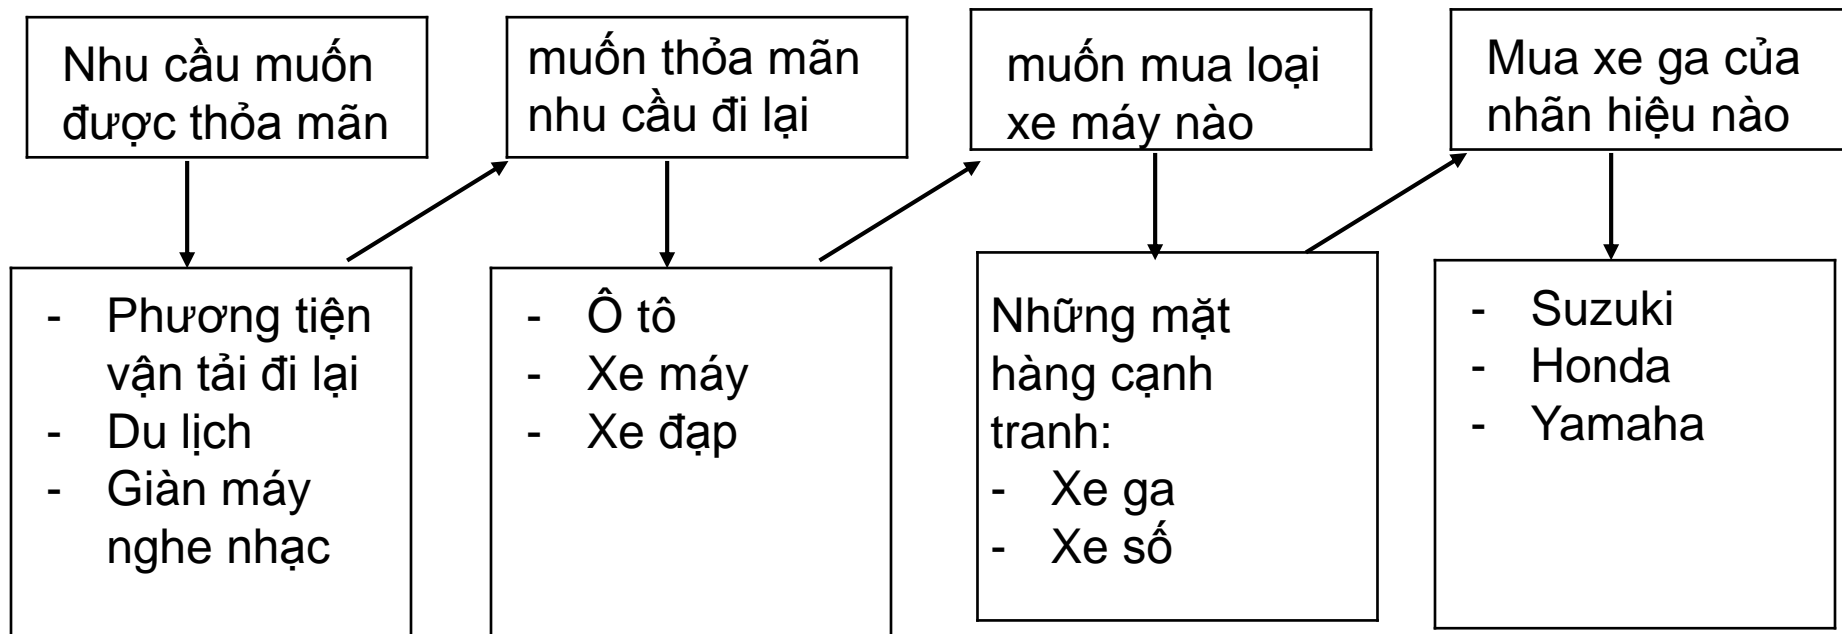 Nhu cầu muốn
được thỏa mãn
- Phương tiện
vận tải đi lại
- Du lịch
- Giàn máy
nghe nhạc
muốn thỏa mãn
nhu cầu đi lại
- Ô tô
- Xe máy
- Xe đạp
muốn mua loại
xe máy nào
Những mặt
hàng cạnh
tranh:
- Xe ga
- Xe số
Mua xe ga của
nhãn hiệu nào
- Suzuki
- Honda
- Yamaha